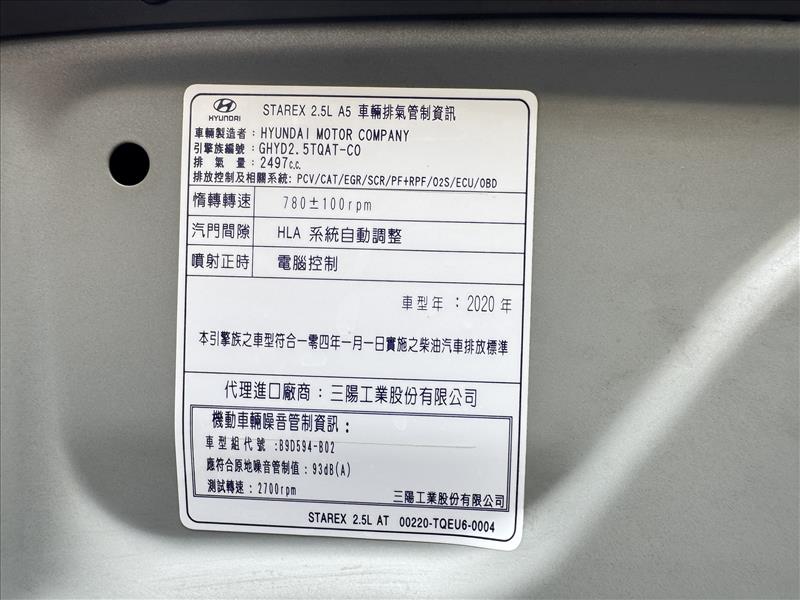 HYUNDAI
STAREX 2.5L A5 車輛排氣管制資訊
車輛製造者：HYUNDAI MOTOR COMPANY
引擎族編號：GHYD2.5TQAT-CO
排氣量：2497c.c.
排放控制及相關系統：PCV/CAT/EGR/SCR/PF+RPF/O2S/ECU/OBD
惰轉轉速 780±100rpm
汽門間隙 HLA 系統自動調整
噴射正時 電腦控制
車型年：2020 年
本引擎族之車型符合一零四年一月一日實施之柴油汽車排放標準
代理進口廠商：三陽工業股份有限公司
機動車輛噪音管制資訊：
車型組代號：B9D594-B02
應符合原地噪音管制值：93dB(A)
測試轉速：2700rpm
三陽工業股份有限公司
STAREX 2.5L AT 00220-TQEU6-0004